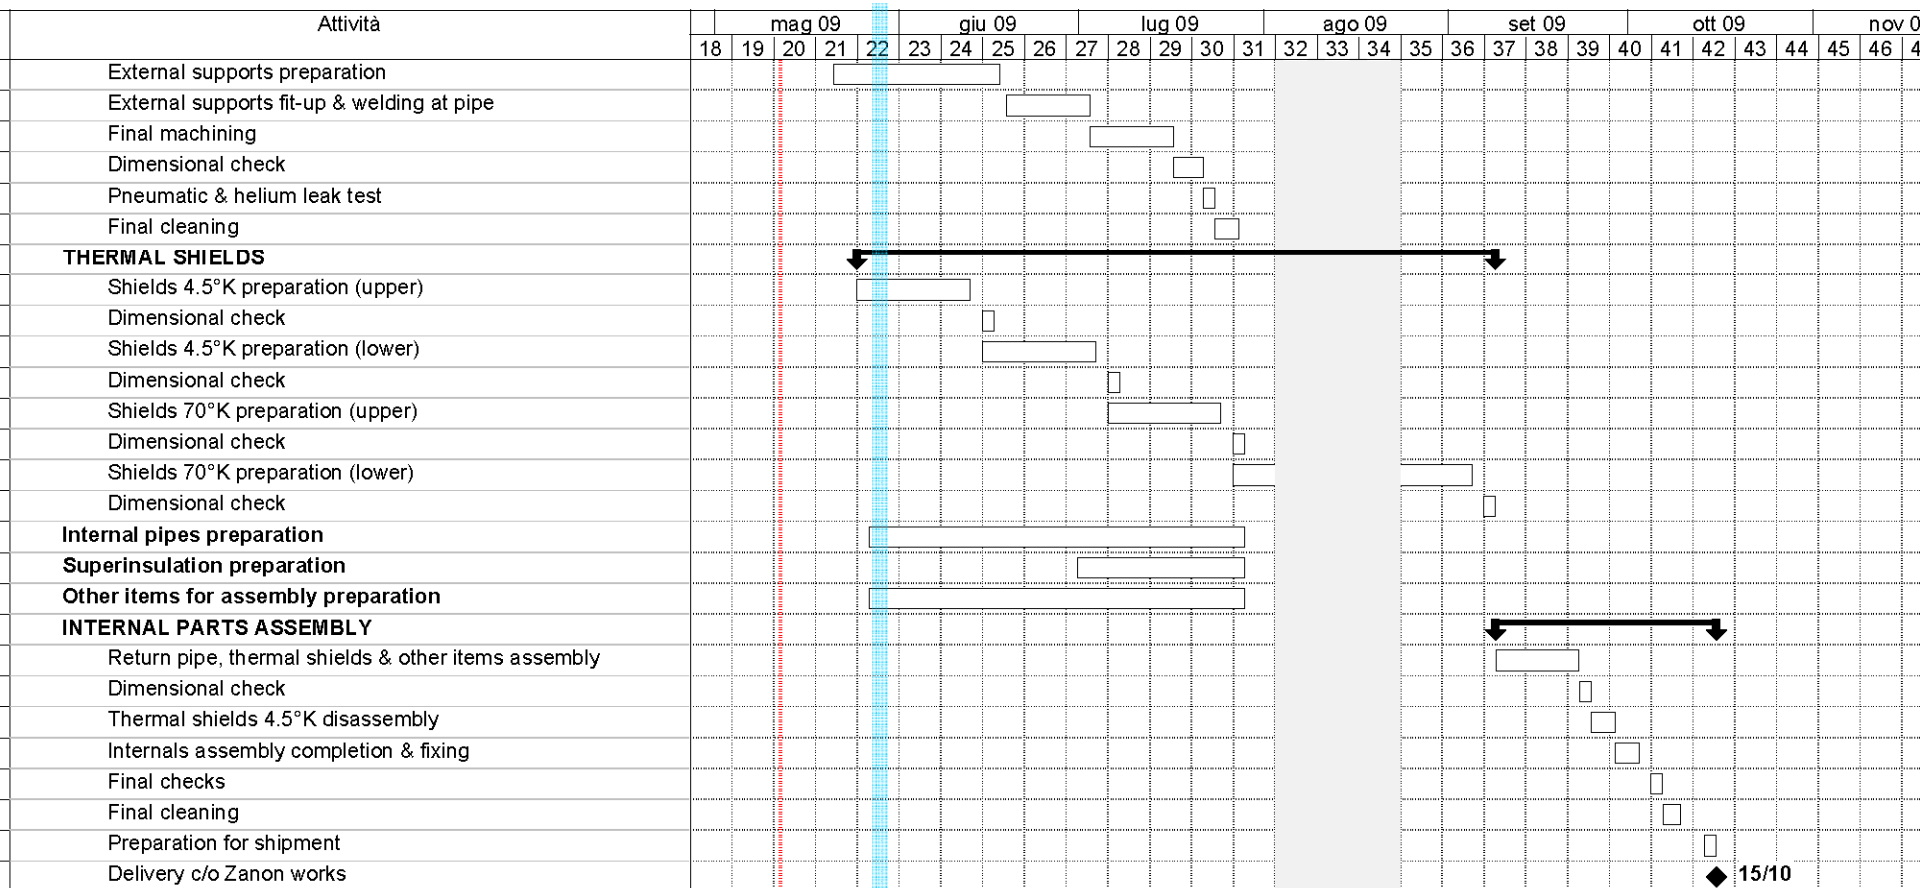 Attività
mag 09 giu 09 lug 09 ago 09 set 09 ott 09 nov 0
18 19 20 21 22 23 24 25 26 27 28 29 30 31 32 33 34 35 36 37 38 39 40 41 42 43 44 45 46 4
External supports preparation
External supports fit-up & welding at pipe
Final machining
Dimensional check
Pneumatic & helium leak test
Final cleaning
THERMAL SHIELDS
Shields 4.5°K preparation (upper)
Dimensional check
Shields 4.5°K preparation (lower)
Dimensional check
Shields 70°K preparation (upper)
Dimensional check
Shields 70°K preparation (lower)
Dimensional check
Internal pipes preparation
Superinsulation preparation
Other items for assembly preparation
INTERNAL PARTS ASSEMBLY
Return pipe, thermal shields & other items assembly
Dimensional check
Thermal shields 4.5°K disassembly
Internals assembly completion & fixing
Final checks
Final cleaning
Preparation for shipment
Delivery c/o Zanon works 15/10